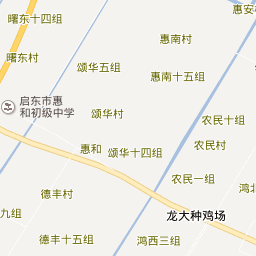 曙东十四组
惠安村
惠南村
曙东村
颂华五组
惠南十五组
启东市惠
和初级中学
颂华村
农民十组
惠和
颂华十四组
农民村
农民一组
德丰村
鸿北
龙大种鸡场
九组
德丰十五组
鸿西三组